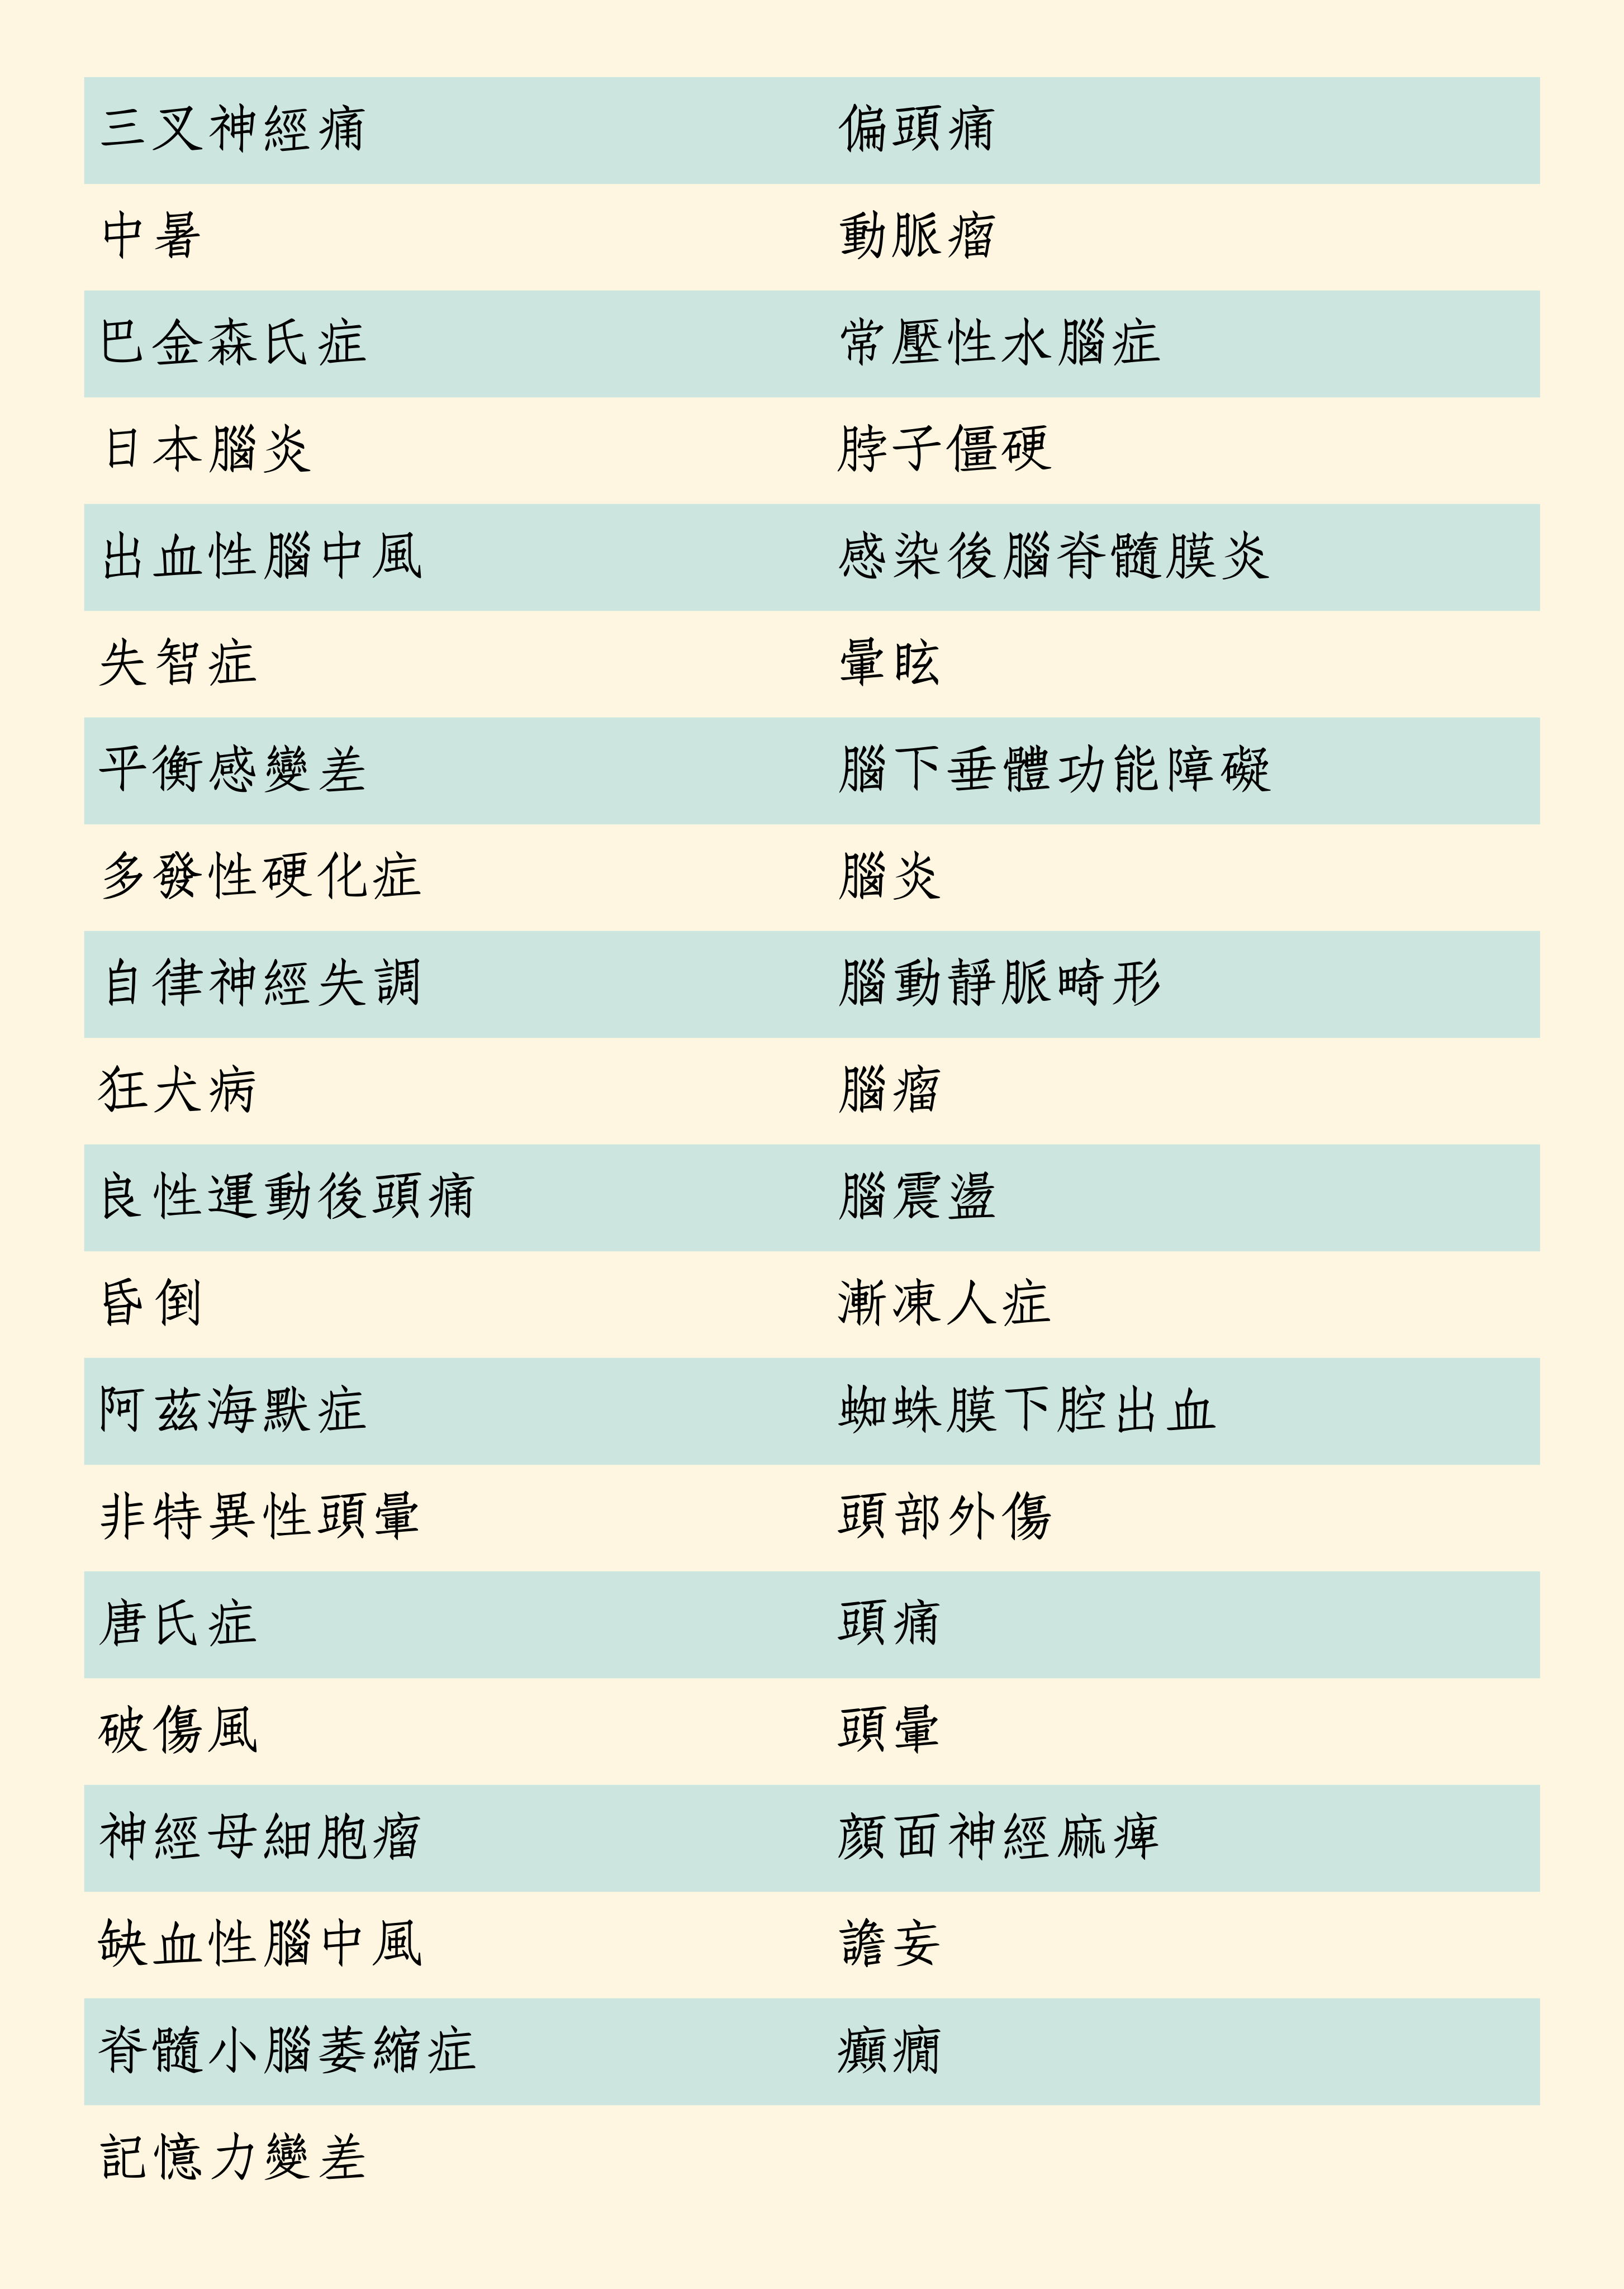 三叉神經痛 偏頭痛
中暑 動脈瘤
巴金森氏症 常壓性水腦症
日本腦炎 脖子僵硬
出血性腦中風 感染後腦脊髓膜炎
失智症 暈眩
平衡感變差 腦下垂體功能障礙
多發性硬化症 腦炎
自律神經失調 腦動靜脈畸形
狂犬病 腦瘤
良性運動後頭痛 腦震盪
昏倒 漸凍人症
阿茲海默症 蜘蛛膜下腔出血
非特異性頭暈 頭部外傷
唐氏症 頭痛
破傷風 頭暈
神經母細胞瘤 顏面神經麻痺
缺血性腦中風 譫妄
脊髓小腦萎縮症 癲癇
記憶力變差